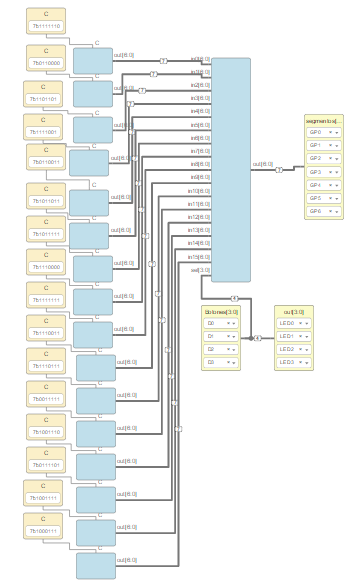 C
7'b1111110
C
7'b0110000
C
7'b1101101
C
7'b1111001
C
7'b0110011
C
7'b1011011
C
7'b1011111
C
7'b1110000
C
7'b1111111
C
7'b1110011
C
7'b1110111
C
7'b0011111
C
7'b1001110
C
7'b0111101
C
7'b1001111
C
7'b1000111
out[6:0]
in2[6:0]
in3[6:0]
in4[6:0]
in5[6:0]
in6[6:0]
in7[6:0]
in8[6:0]
in9[6:0]
in10[6:0]
in11[6:0]
in12[6:0]
in13[6:0]
in14[6:0]
in15[6:0]
sel[3:0]
out[6:0]
segmentos[...
GP0
GP1
GP2
GP3
GP4
GP5
GP6
botones[3:0]
D0
D1
D2
D3
out[3:0]
LED0
LED1
LED2
LED3